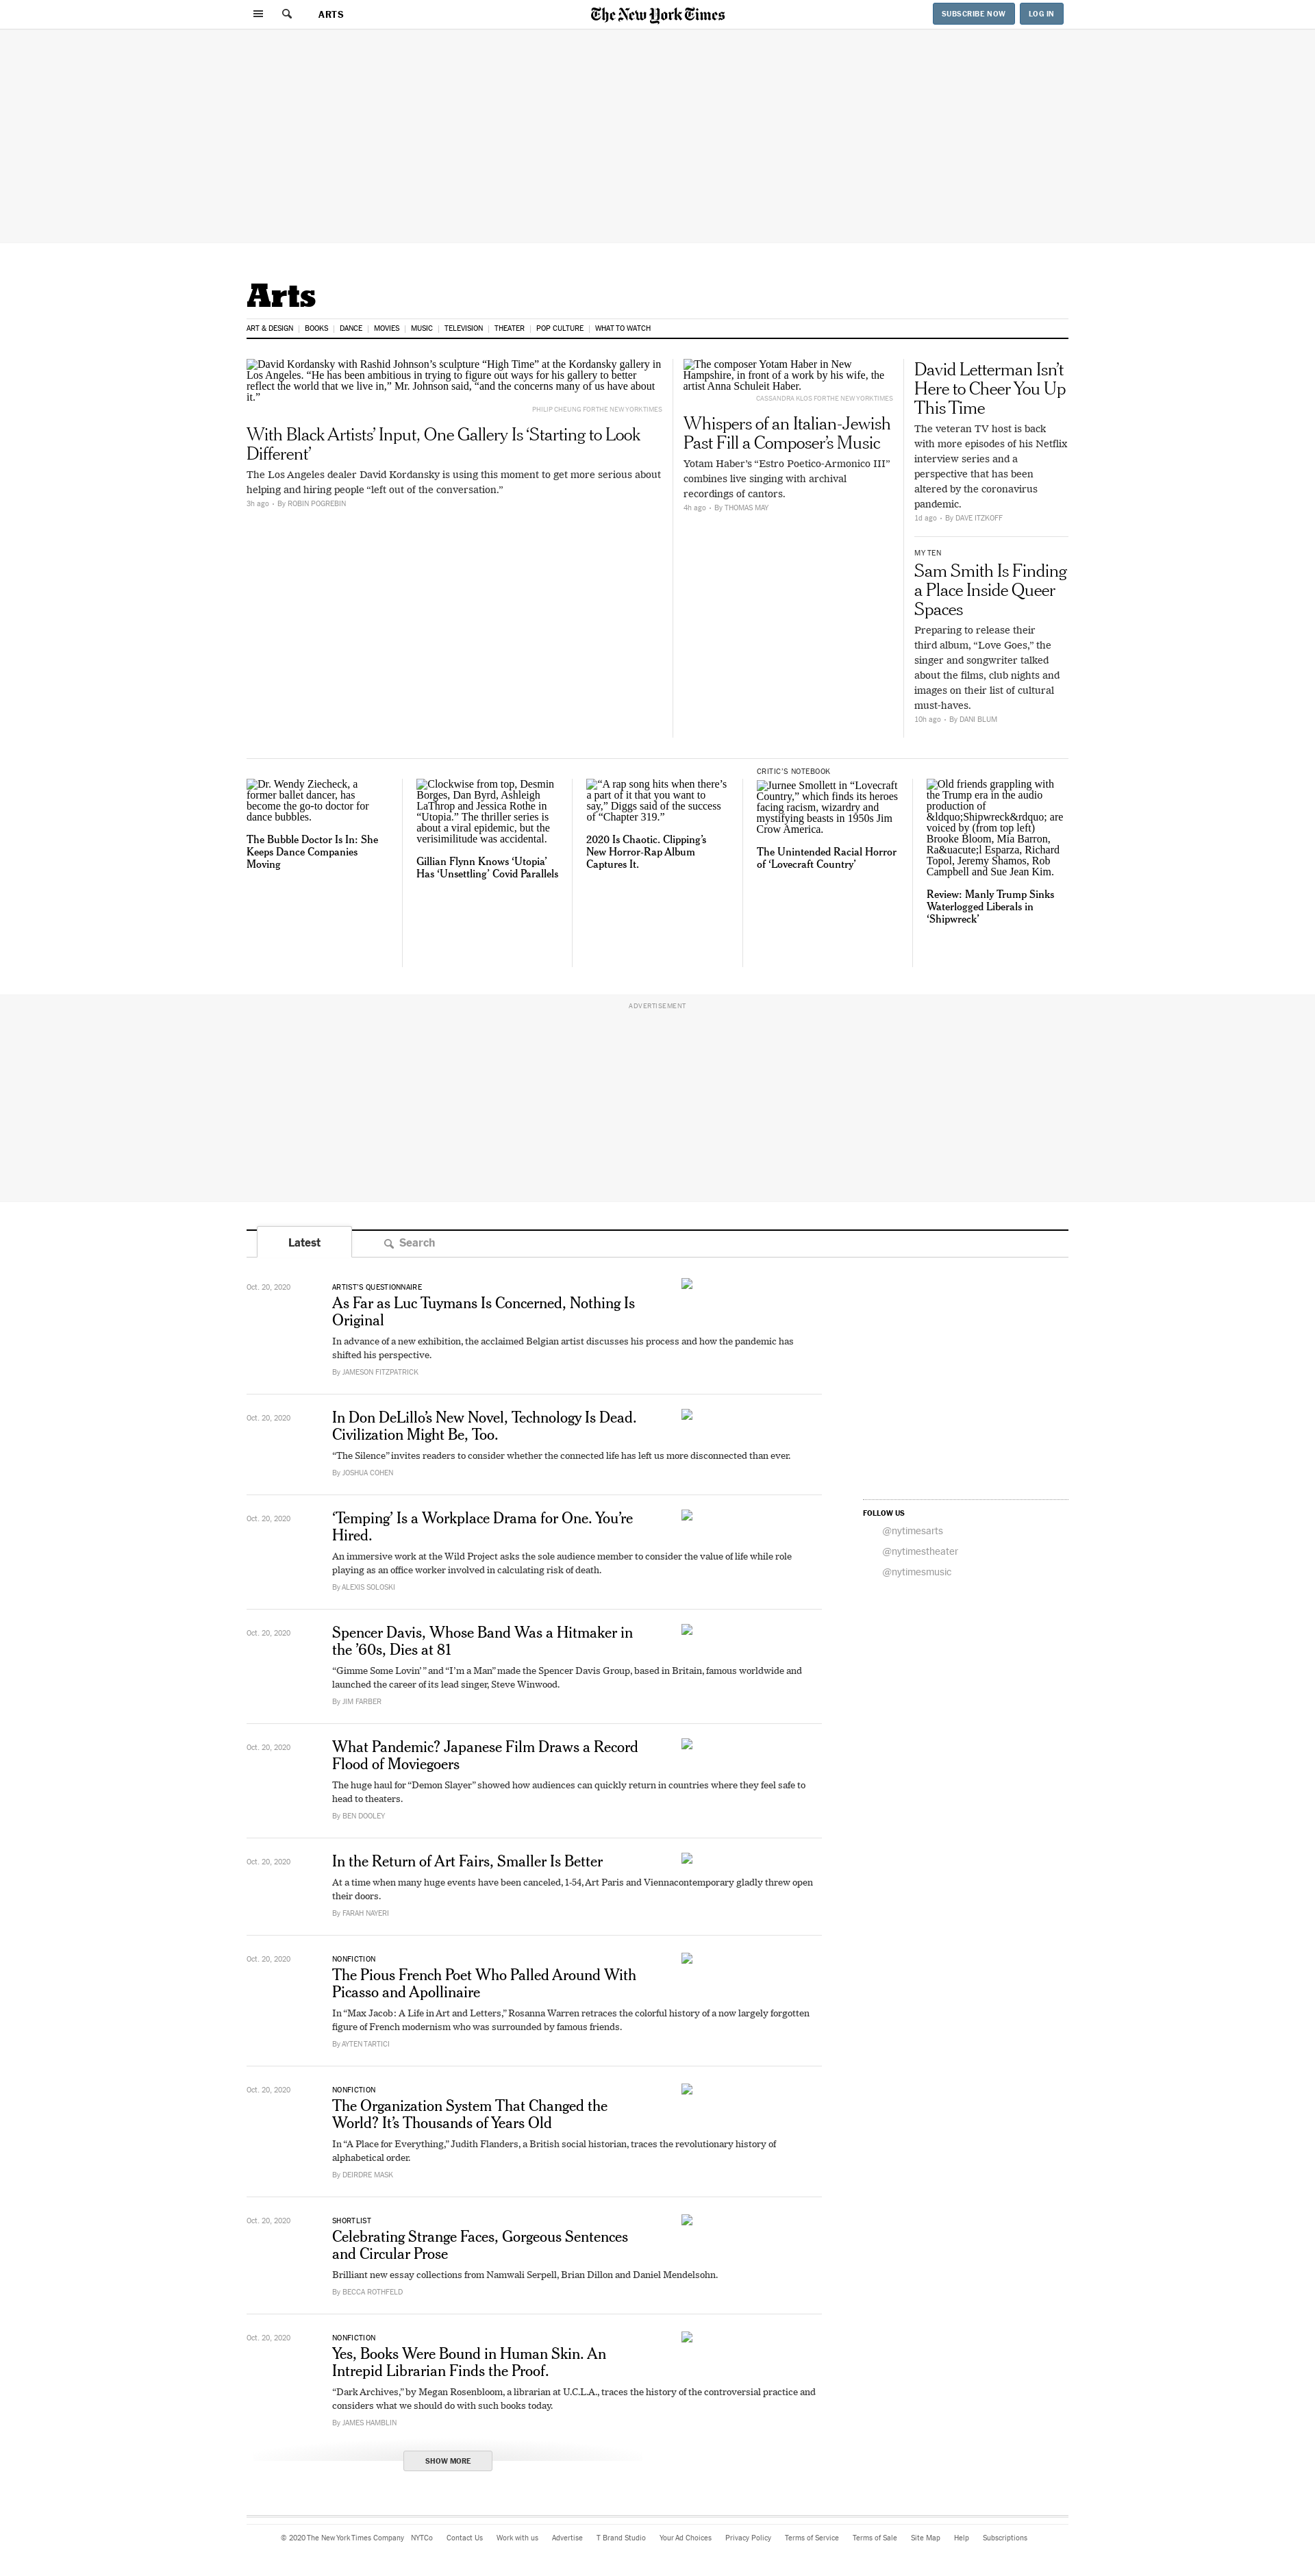 ARTS
The New York Times
SUBSCRIBE NOW
LOG IN
Arts
ART & DESIGN
BOOKS
DANCE
MOVIES
MUSIC
TELEVISION
THEATER
POP CULTURE
WHAT TO WATCH
David Kordansky with Rashid Johnson’s sculpture “High Time” at the Kordansky gallery in
Los Angeles. “He has been ambitious in trying to figure out ways for his gallery to better
reflect the world that we live in,” Mr. Johnson said, “and the concerns many of us have about
it.”
PHILIP CHEUNG FOR THE NEW YORK TIMES
With Black Artists’ Input, One Gallery Is ‘Starting to Look
Different’
The Los Angeles dealer David Kordansky is using this moment to get more serious about
helping and hiring people “left out of the conversation.”
3h ago • By ROBIN POGREBIN
The composer Yotam Haber in New
Hampshire, in front of a work by his wife, the
artist Anna Schuleit Haber.
CASSANDRA KLOS FOR THE NEW YORK TIMES
Whispers of an Italian-Jewish
Past Fill a Composer’s Music
Yotam Haber’s “Estro Poetico-Armonico III”
combines live singing with archival
recordings of cantors.
4h ago • By THOMAS MAY
David Letterman Isn’t
Here to Cheer You Up
This Time
The veteran TV host is back
with more episodes of his Netflix
interview series and a
perspective that has been
altered by the coronavirus
pandemic.
1d ago • By DAVE ITZKOFF
MY TEN
Sam Smith Is Finding
a Place Inside Queer
Spaces
Preparing to release their
third album, “Love Goes,” the
singer and songwriter talked
about the films, club nights and
images on their list of cultural
must-haves.
10h ago • By DANI BLUM
Dr. Wendy Ziecheck, a
former ballet dancer, has
become the go-to doctor for
dance bubbles.
The Bubble Doctor Is In: She
Keeps Dance Companies
Moving
Clockwise from top, Desmin
Borges, Dan Byrd, Ashleigh
LaThrop and Jessica Rothe in
“Utopia.” The thriller series is
about a viral epidemic, but the
verisimilitude was accidental.
Gillian Flynn Knows ‘Utopia’
Has ‘Unsettling’ Covid Parallels
“A rap song hits when there’s
a part of it that you want to
say,” Diggs said of the success
of “Chapter 319.”
2020 Is Chaotic. Clipping’s
New Horror-Rap Album
Captures It.
CRITIC’S NOTEBOOK
Jurnee Smollett in “Lovecraft
Country,” which finds its heroes
facing racism, wizardry and
mystifying beasts in 1950s Jim
Crow America.
The Unintended Racial Horror
of ‘Lovecraft Country’
Old friends grappling with
the Trump era in the audio
production of
&ldquo;Shipwreck&rdquo; are
voiced by (from top left)
Brooke Bloom, Mia Barron,
Ra&uacute;l Esparza, Richard
Topol, Jeremy Shamos, Rob
Campbell and Sue Jean Kim.
Review: Manly Trump Sinks
Waterlogged Liberals in
‘Shipwreck’
ADVERTISEMENT
Latest
Search
Oct. 20, 2020
ARTIST’S QUESTIONNAIRE
As Far as Luc Tuymans Is Concerned, Nothing Is
Original
In advance of a new exhibition, the acclaimed Belgian artist discusses his process and how the pandemic has
shifted his perspective.
By JAMESON FITZPATRICK
Oct. 20, 2020
In Don DeLillo’s New Novel, Technology Is Dead.
Civilization Might Be, Too.
“The Silence” invites readers to consider whether the connected life has left us more disconnected than ever.
By JOSHUA COHEN
Oct. 20, 2020
‘Temping’ Is a Workplace Drama for One. You’re
Hired.
An immersive work at the Wild Project asks the sole audience member to consider the value of life while role
playing as an office worker involved in calculating risk of death.
By ALEXIS SOLOSKI
Oct. 20, 2020
Spencer Davis, Whose Band Was a Hitmaker in
the ’60s, Dies at 81
“Gimme Some Lovin’ ” and “I’m a Man” made the Spencer Davis Group, based in Britain, famous worldwide and
launched the career of its lead singer, Steve Winwood.
By JIM FARBER
Oct. 20, 2020
What Pandemic? Japanese Film Draws a Record
Flood of Moviegoers
The huge haul for “Demon Slayer” showed how audiences can quickly return in countries where they feel safe to
head to theaters.
By BEN DOOLEY
Oct. 20, 2020
In the Return of Art Fairs, Smaller Is Better
At a time when many huge events have been canceled, 1-54, Art Paris and Viennacontemporary gladly threw open
their doors.
By FARAH NAYERI
Oct. 20, 2020
NONFICTION
The Pious French Poet Who Palled Around With
Picasso and Apollinaire
In “Max Jacob: A Life in Art and Letters,” Rosanna Warren retraces the colorful history of a now largely forgotten
figure of French modernism who was surrounded by famous friends.
By AYTEN TARTICI
Oct. 20, 2020
NONFICTION
The Organization System That Changed the
World? It’s Thousands of Years Old
In “A Place for Everything,” Judith Flanders, a British social historian, traces the revolutionary history of
alphabetical order.
By DEIRDRE MASK
Oct. 20, 2020
SHORTLIST
Celebrating Strange Faces, Gorgeous Sentences
and Circular Prose
Brilliant new essay collections from Namwali Serpell, Brian Dillon and Daniel Mendelsohn.
By BECCA ROTHFELD
Oct. 20, 2020
NONFICTION
Yes, Books Were Bound in Human Skin. An
Intrepid Librarian Finds the Proof.
“Dark Archives,” by Megan Rosenbloom, a librarian at U.C.L.A., traces the history of the controversial practice and
considers what we should do with such books today.
By JAMES HAMBLIN
SHOW MORE
FOLLOW US
@nytimesarts
@nytimestheater
@nytimesmusic
© 2020 The New York Times Company
NYTCo
Contact Us
Work with us
Advertise
T Brand Studio
Your Ad Choices
Privacy Policy
Terms of Service
Terms of Sale
Site Map
Help
Subscriptions